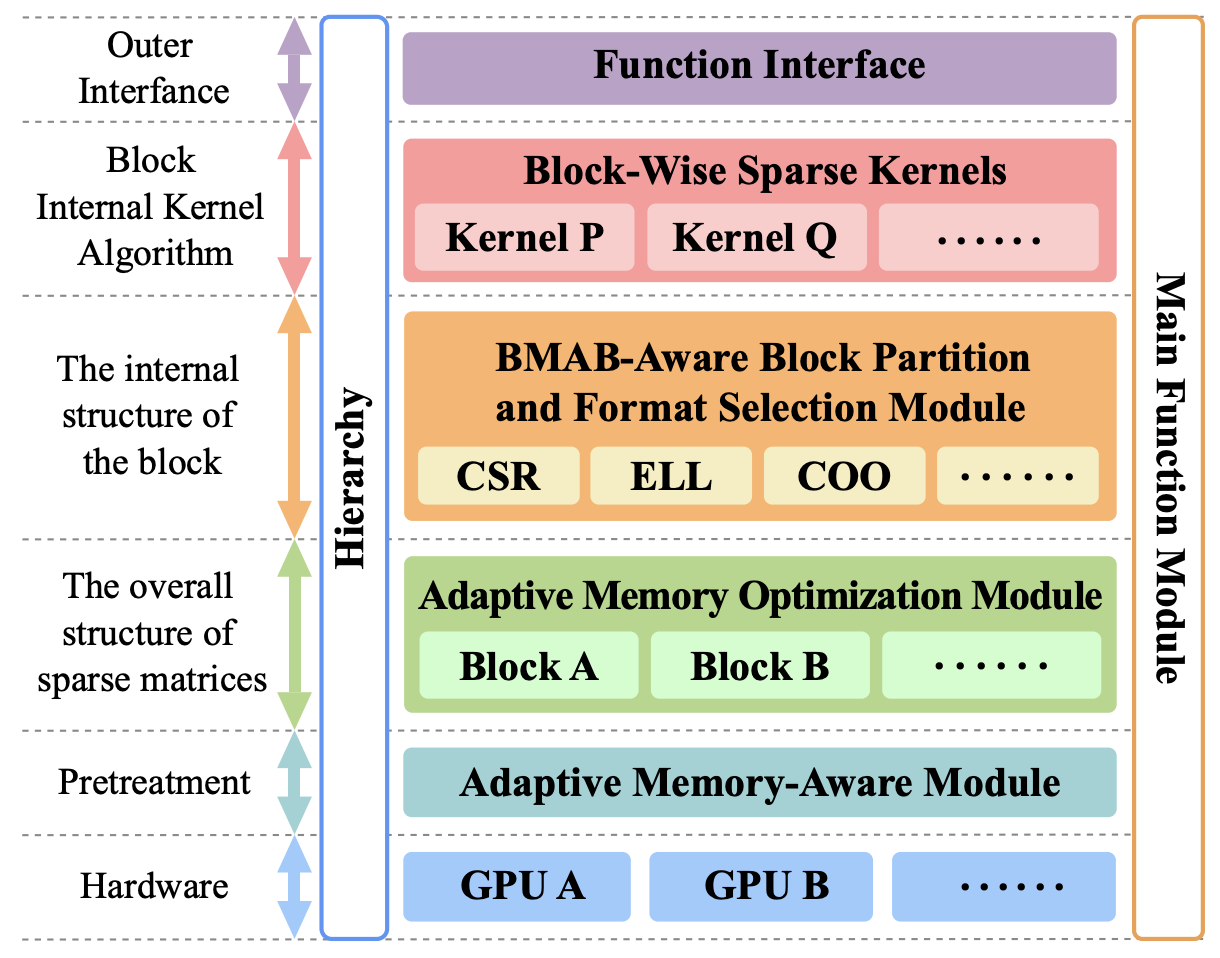 Outer
Interfance
Function Interface
Block
Internal Kernel
Algorithm
Block-Wise Sparse Kernels
Kernel P
Kernel Q
······
The internal
structure of
the block
BMAB-Aware Block Partition
and Format Selection Module
CSR
ELL
COO
······
The overall
structure of
sparse matrices
Adaptive Memory Optimization Module
Block A
Block B
······
Pretreatment
Adaptive Memory-Aware Module
Hardware
GPU A
GPU B
······
Hierarchy
Main Function Module